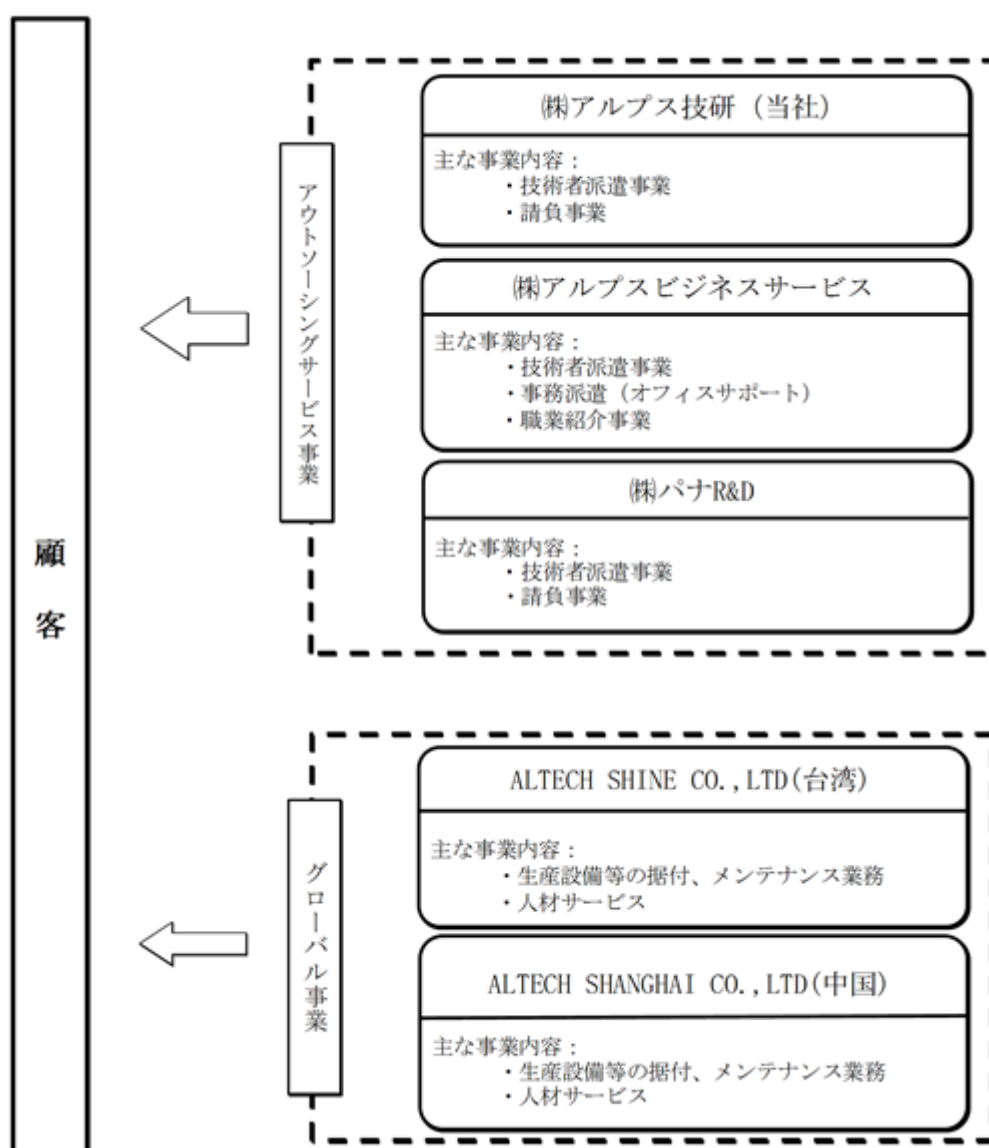 顧客
アウトソーシングサービス事業
㈱アルプス技研（当社）
主な事業内容：
・技術者派遣事業
・請負事業
㈱アルプスビジネスサービス
主な事業内容：
・技術者派遣事業
・事務派遣（オフィスサポート）
・職業紹介事業
㈱パナR&D
主な事業内容：
・技術者派遣事業
・請負事業
グローバル事業
ALTECH SHINE CO.,LTD(台湾)
主な事業内容：
・生産設備等の据付、メンテナンス業務
・人材サービス
ALTECH SHANGHAI CO.,LTD(中国)
主な事業内容：
・生産設備等の据付、メンテナンス業務
・人材サービス